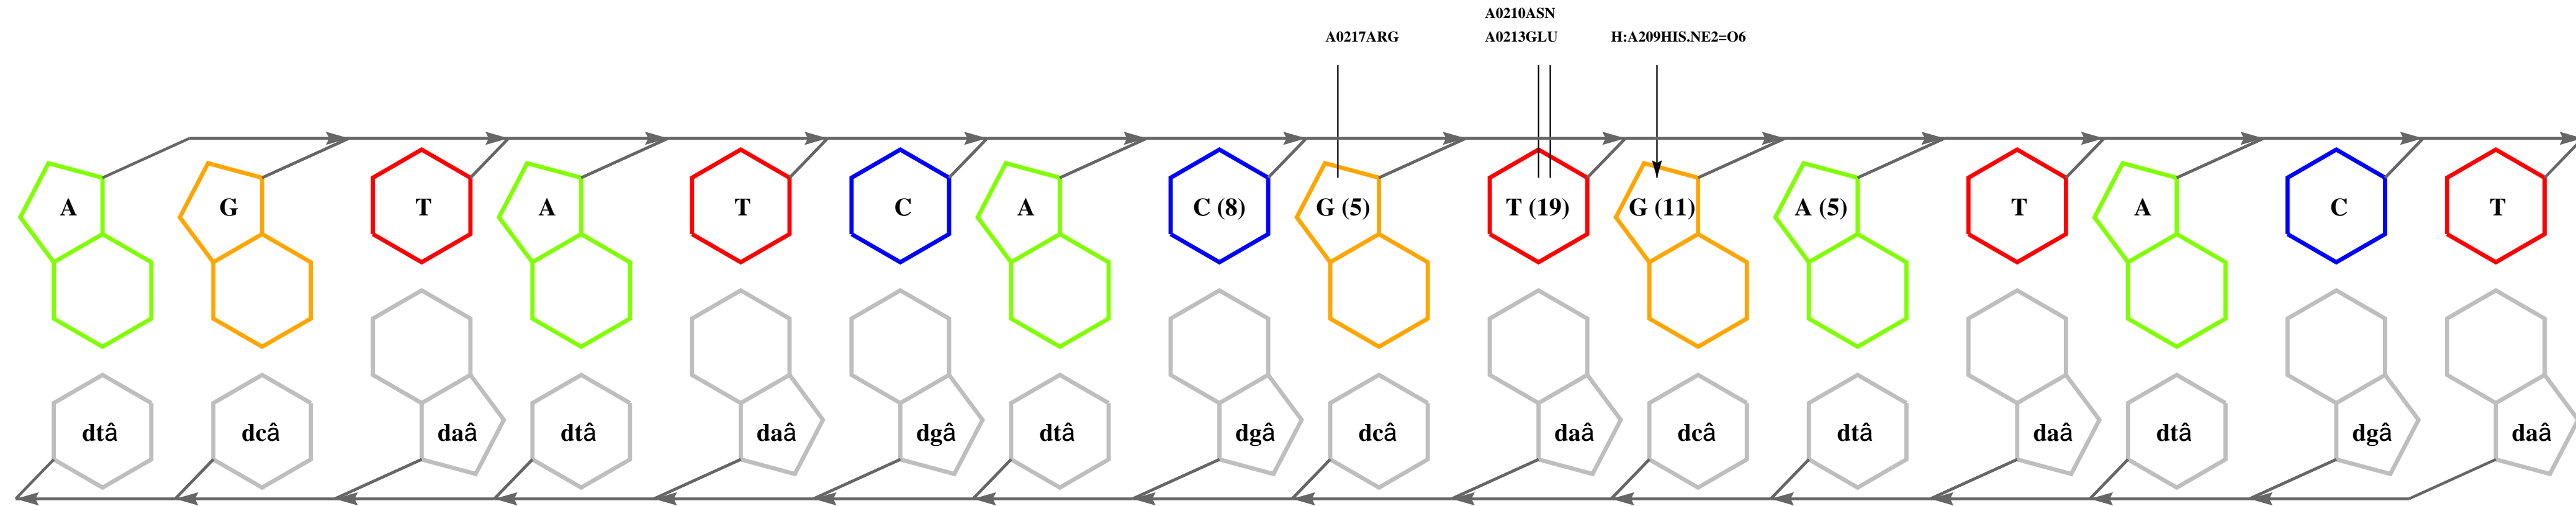 A0210ASN
A0217ARG A0213GLU H:A209HIS.NE2=O6
A G T A T C A C (8) G (5) T (19) G (11) A (5) T A C T
dtâ dcâ daâ dtâ daâ dgâ dtâ dgâ dcâ daâ dcâ dtâ daâ dtâ dgâ daâ